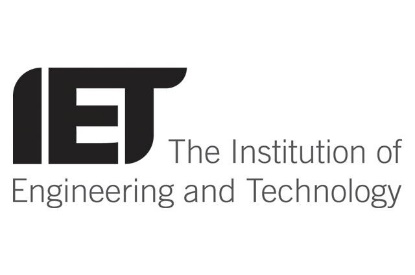 IET The Institution of
Engineering and Technology